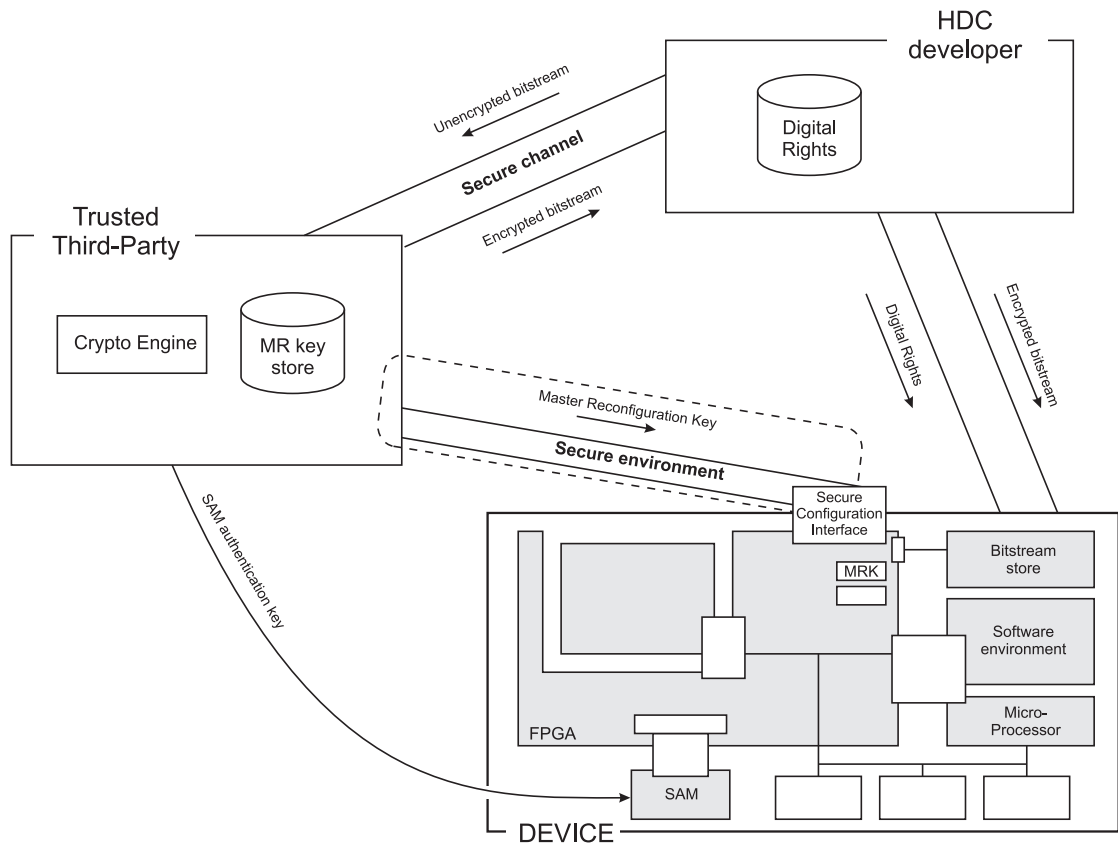 HDC
developer
Unencrypted bitstream
Secure channel
Encrypted bitstream
Digital
Rights
Trusted
Third-Party
Crypto Engine
MR key
store
Digital Rights
Encrypted bitstream
Master Reconfiguration Key
Secure environment
SAM authentication key
Secure
Configuration
Interface
MRK
Bitstream
store
Software
environment
Micro-
Processor
FPGA
SAM
DEVICE